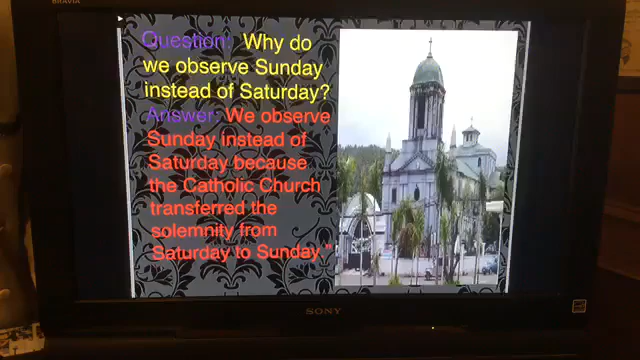 BRAVIA
Question: Why do
we observe Sunday
instead of Saturday?
Answer: We observe
Sunday instead of
Saturday because
the Catholic Church
transferred the
solemnity from
Saturday to Sunday."
SONY